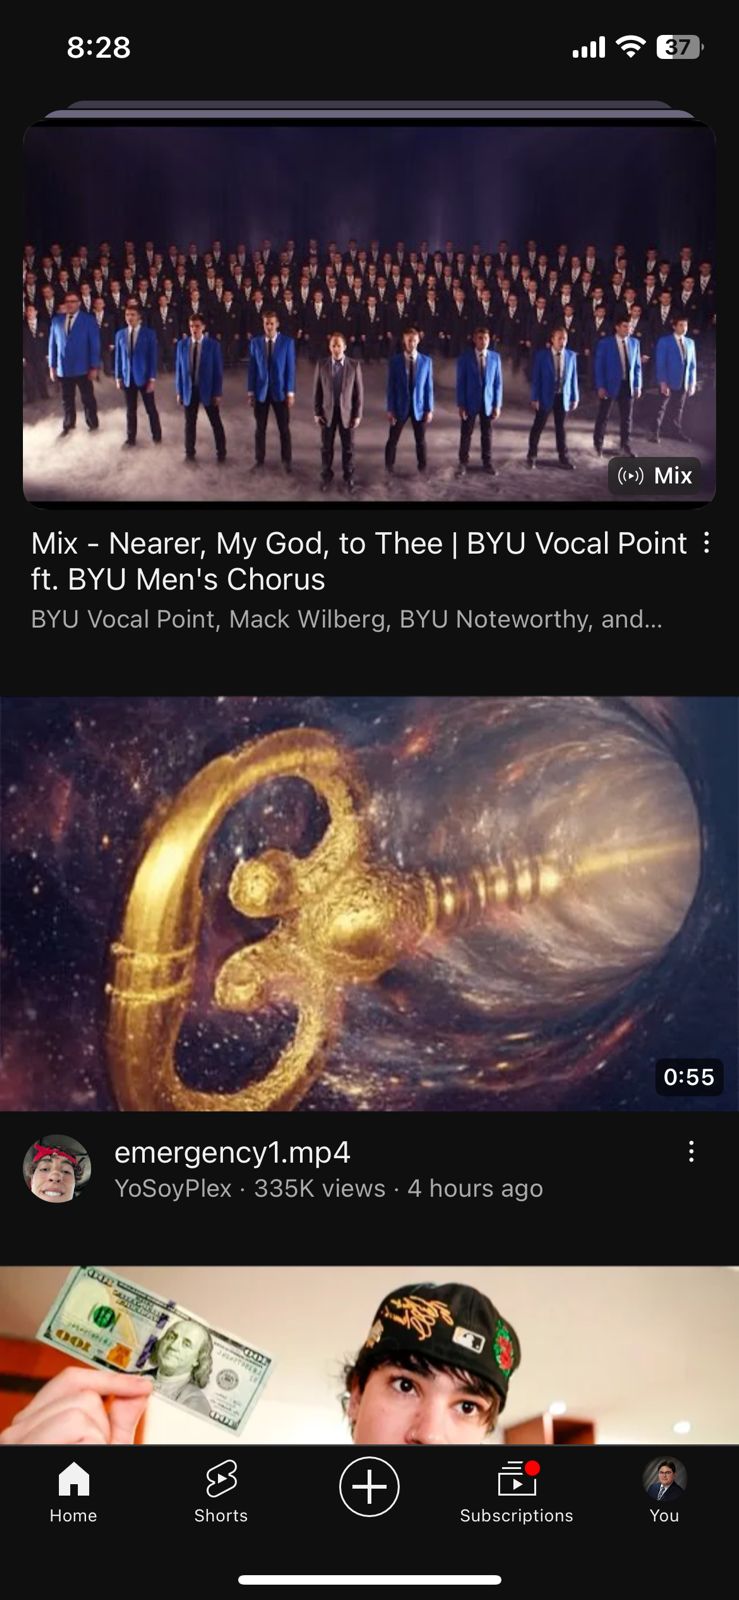 8:28
37
Mix
Mix - Nearer, My God, to Thee | BYU Vocal Point
ft. BYU Men's Chorus
BYU Vocal Point, Mack Wilberg, BYU Noteworthy, and...
0:55
emergency1.mp4
YoSoyPlex · 335K views · 4 hours ago
100
Home
Shorts
Subscriptions
You